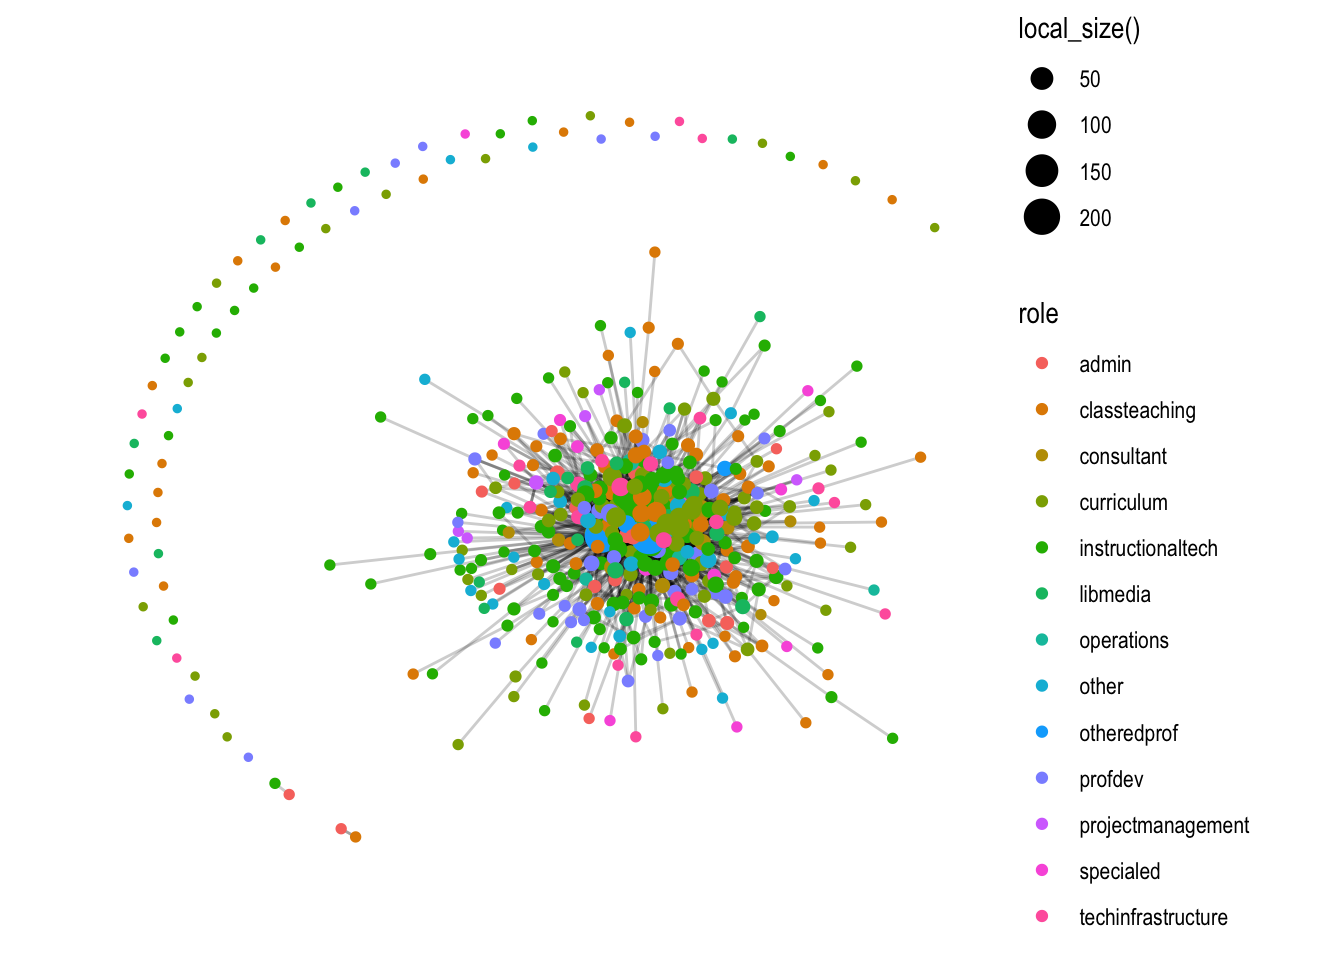 local_size()
50
100
150
200
role
admin
classteaching
consultant
curriculum
instructionaltech
libmedia
operations
other
otheredprof
profdev
projectmanagement
specialed
techinfrastructure